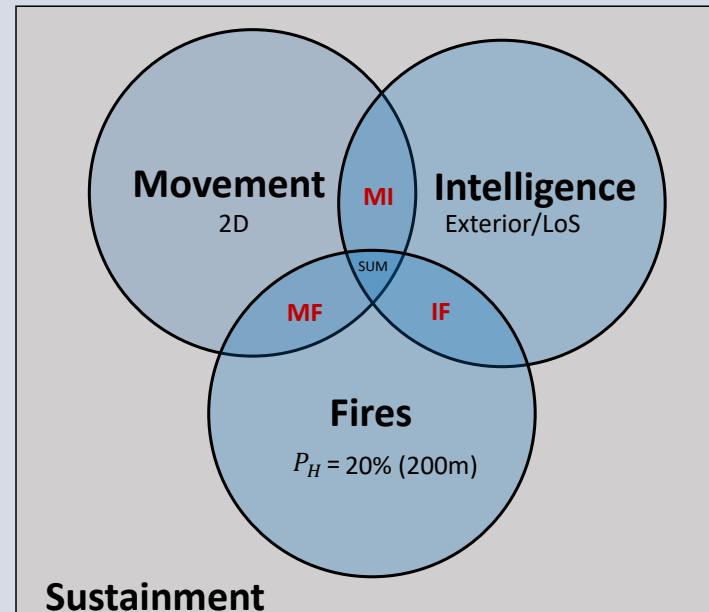 Movement
2D
MI
Intelligence
Exterior/LoS
SUM
MF
IF
Fires
P_H = 20% (200m)
Sustainment